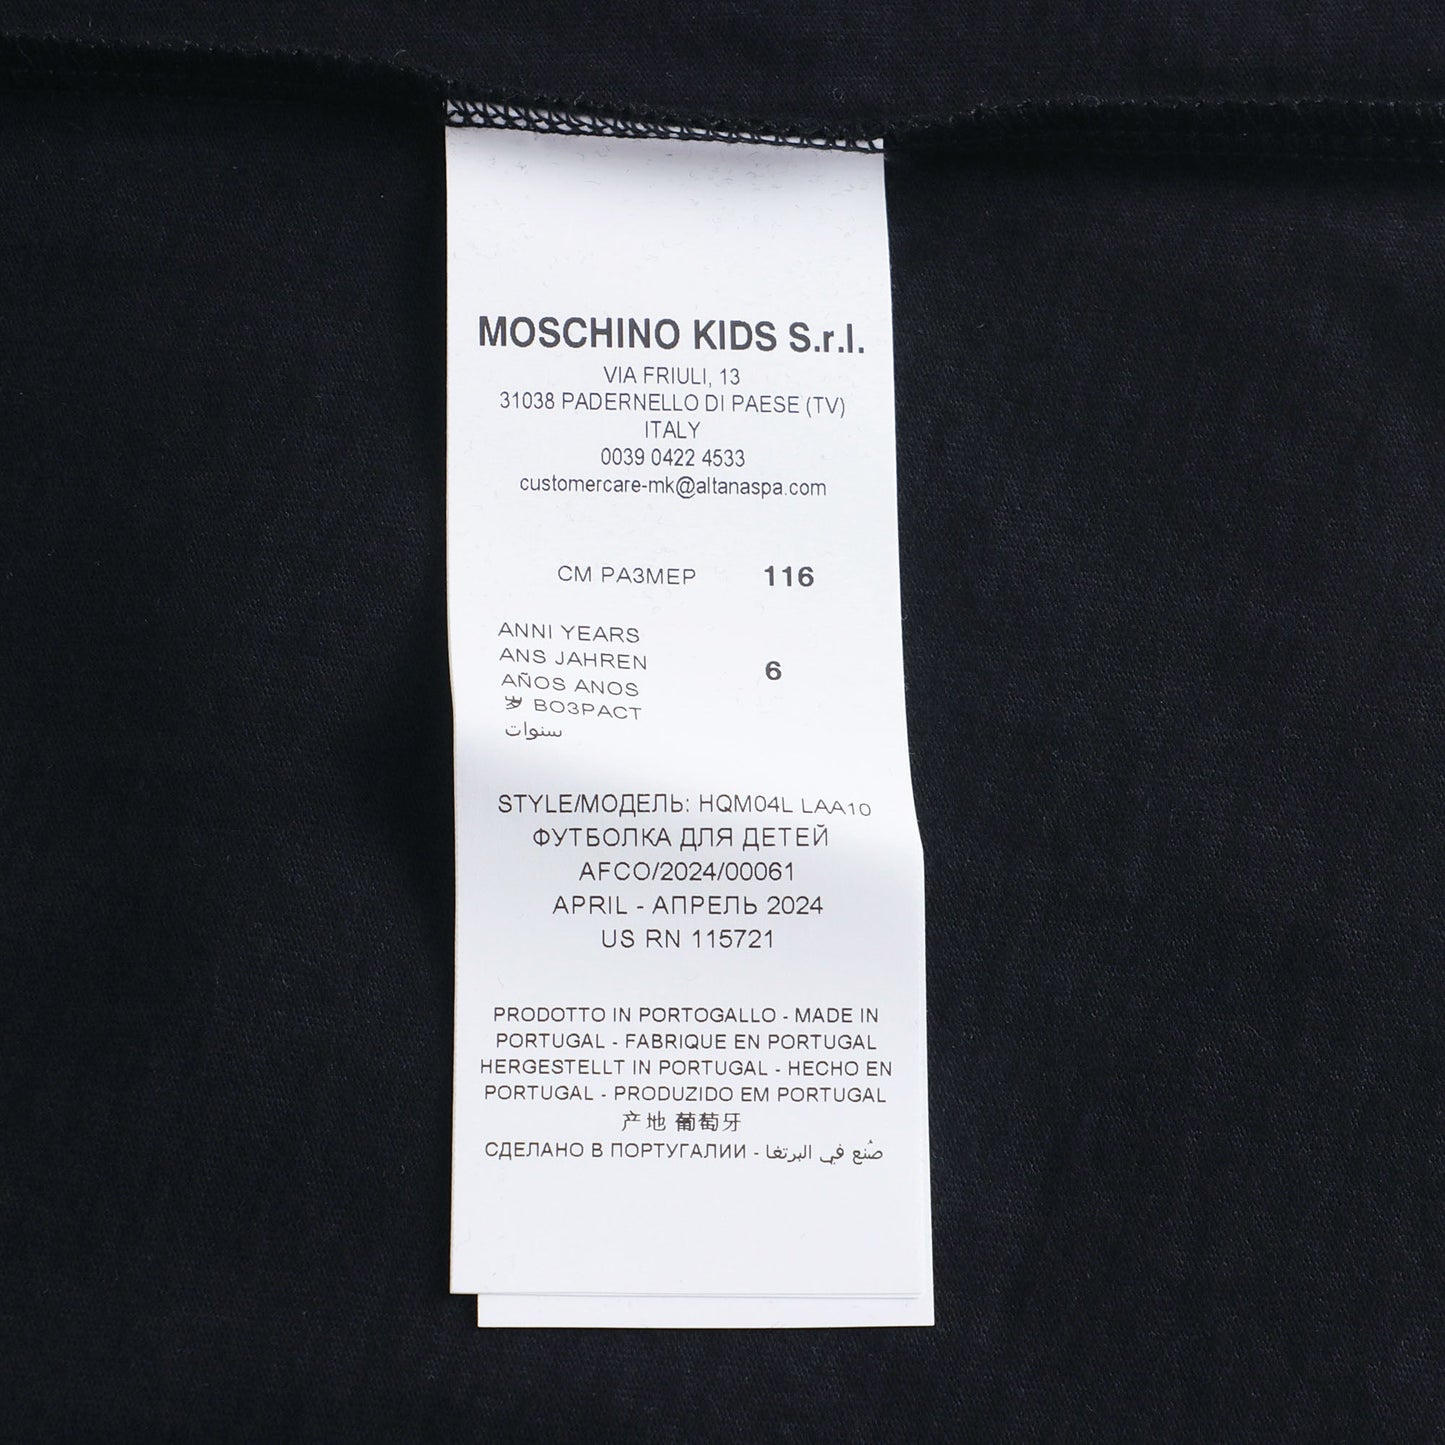 MOSCHINO KIDS S.r.l.
VIA FRIULI, 13
31038 PADERNELLO DI PAESE (TV)
ITALY
0039 0422 4533
customercare-mk@altanaspa.com
CM РАЗМЕР 116
ANNI YEARS
ANS JAHREN
AÑOS ANOS 6
岁 ВОЗРАСТ
سنوات
STYLE/МОДЕЛЬ: HQM04L LAA10
ФУТБОЛКА ДЛЯ ДЕТЕЙ
AFCO/2024/00061
APRIL - АПРЕЛЬ 2024
US RN 115721
PRODOTTO IN PORTOGALLO - MADE IN
PORTUGAL - FABRIQUE EN PORTUGAL
HERGESTELLT IN PORTUGAL - HECHO EN
PORTUGAL - PRODUZIDO EM PORTUGAL
产地 葡萄牙
СДЕЛАНО В ПОРТУГАЛИИ - صُنع في البرتغا